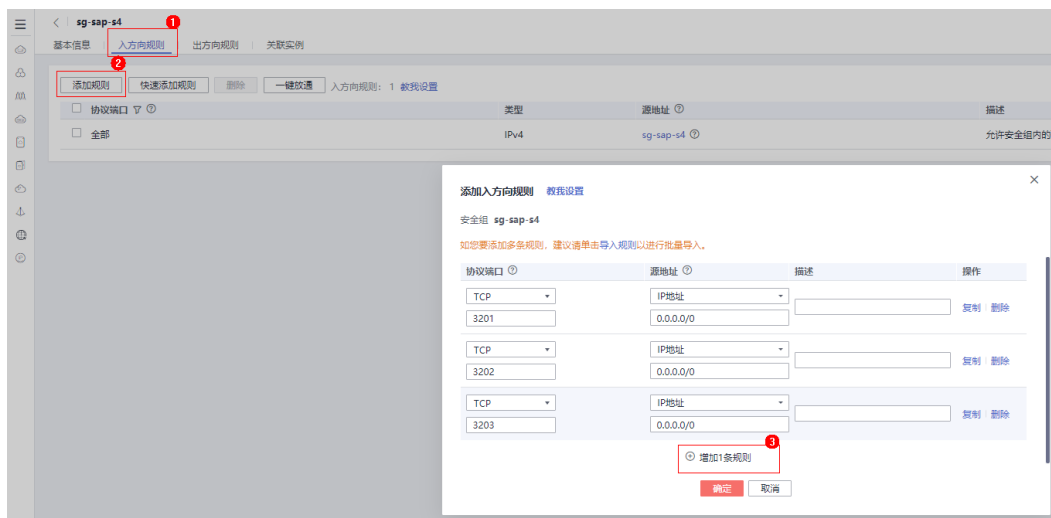 sg-sap-s4
1
基本信息 入方向规则 出方向规则 关联实例
2
添加规则 快速添加规则 删除 一键放通 入方向规则: 1 教我设置
协议端口 类型 源地址 描述
全部 IPv4 sg-sap-s4 允许安全组内的
添加入方向规则 教我设置
安全组 sg-sap-s4
如您要添加多条规则，建议请单击导入规则以进行批量导入。
协议端口 源地址 描述 操作
TCP IP地址
复制 删除
3201 0.0.0.0/0
TCP IP地址
复制 删除
3202 0.0.0.0/0
TCP IP地址
复制 删除
3203 0.0.0.0/0
3
增加1条规则
确定 取消